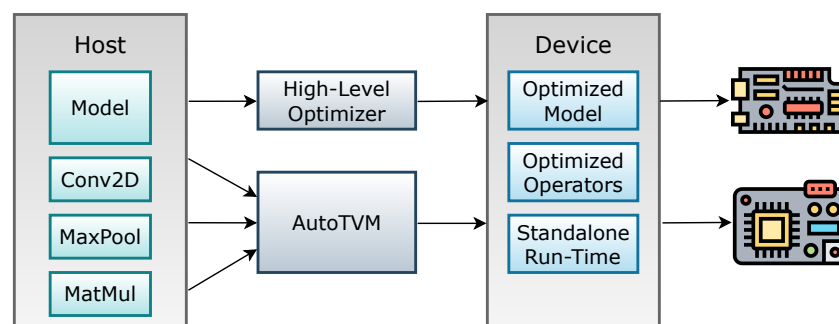 Host
Model
Conv2D
MaxPool
MatMul
High-Level
Optimizer
AutoTVM
Device
Optimized
Model
Optimized
Operators
Standalone
Run-Time